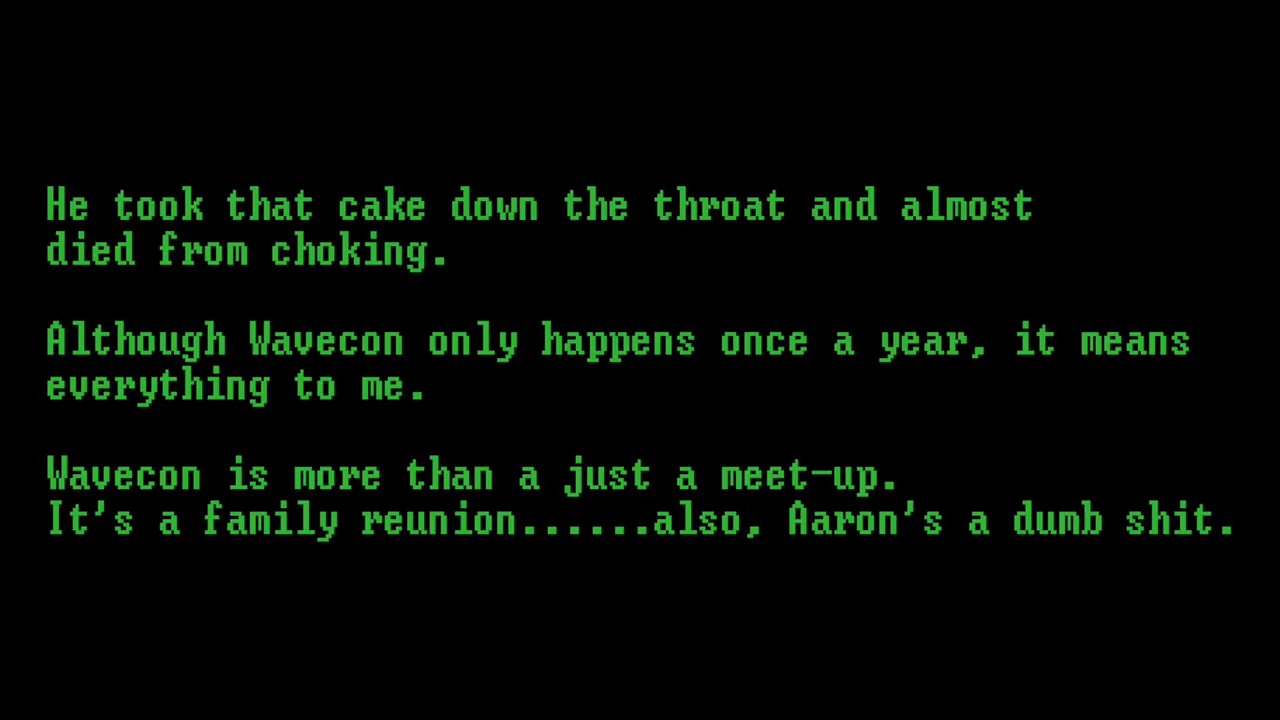 He took that cake down the throat and almost
died from choking.
Although Wavecon only happens once a year, it means
everything to me.
Wavecon is more than a just a meet-up.
It's a family reunion......also, Aaron's a dumb shit.